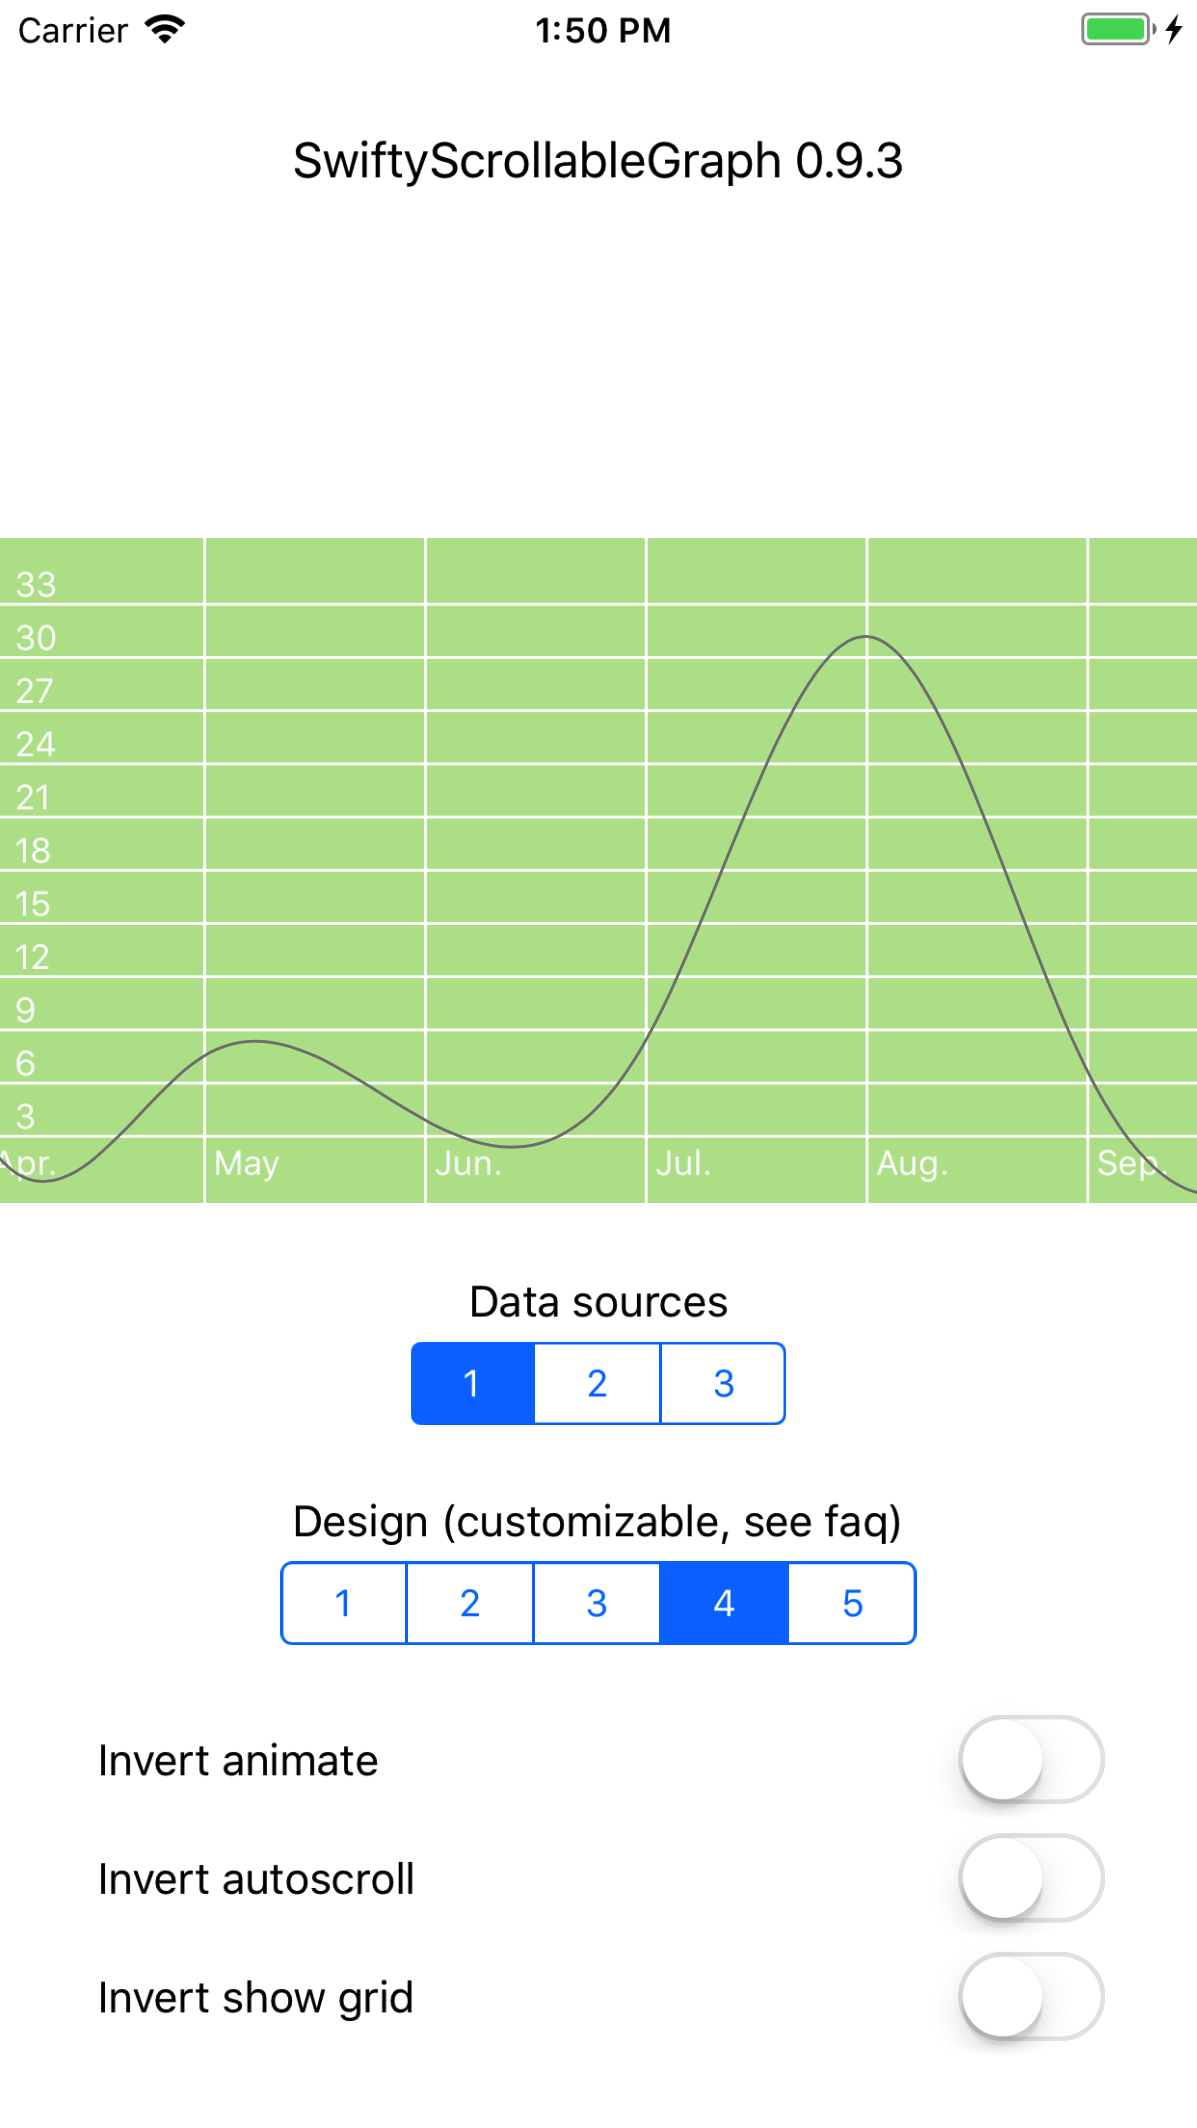 Carrier 1:50 PM
SwiftyScrollableGraph 0.9.3
33
30
27
24
21
18
15
12
9
6
3
Apr. May Jun. Jul. Aug. Sep.
Data sources
1 2 3
Design (customizable, see faq)
1 2 3 4 5
Invert animate
Invert autoscroll
Invert show grid